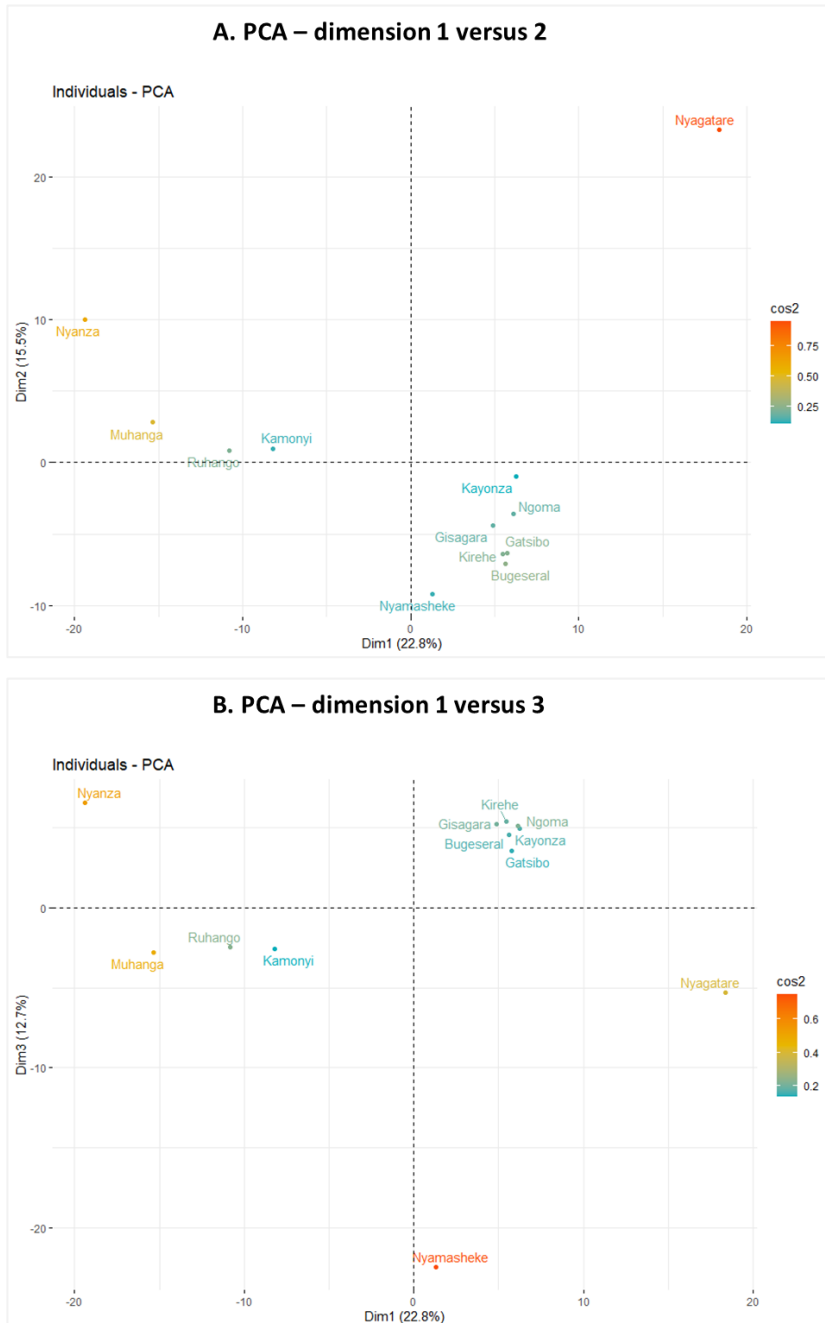 A. PCA – dimension 1 versus 2
Individuals - PCA
Nyagatare
20
cos2
0.75
0.50
0.25
10
Nyanza
Dim2 (15.5%)
Muhanga
Kamonyi
Ruhango
0
Kayonza
Ngoma
Gisagara
Gatsibo
Kirehe
Bugeseral
Nyamasheke
-10
-20 -10 0 10 20
Dim1 (22.8%)
B. PCA – dimension 1 versus 3
Individuals - PCA
Nyanza
Kirehe
Gisagara
Ngoma
Bugeseral
Kayonza
Gatsibo
0
Ruhango
Muhanga
Kamonyi
Nyagatare
cos2
0.6
0.4
0.2
Dim3 (12.7%)
-10
-20
Nyamasheke
-20 -10 0 10 20
Dim1 (22.8%)